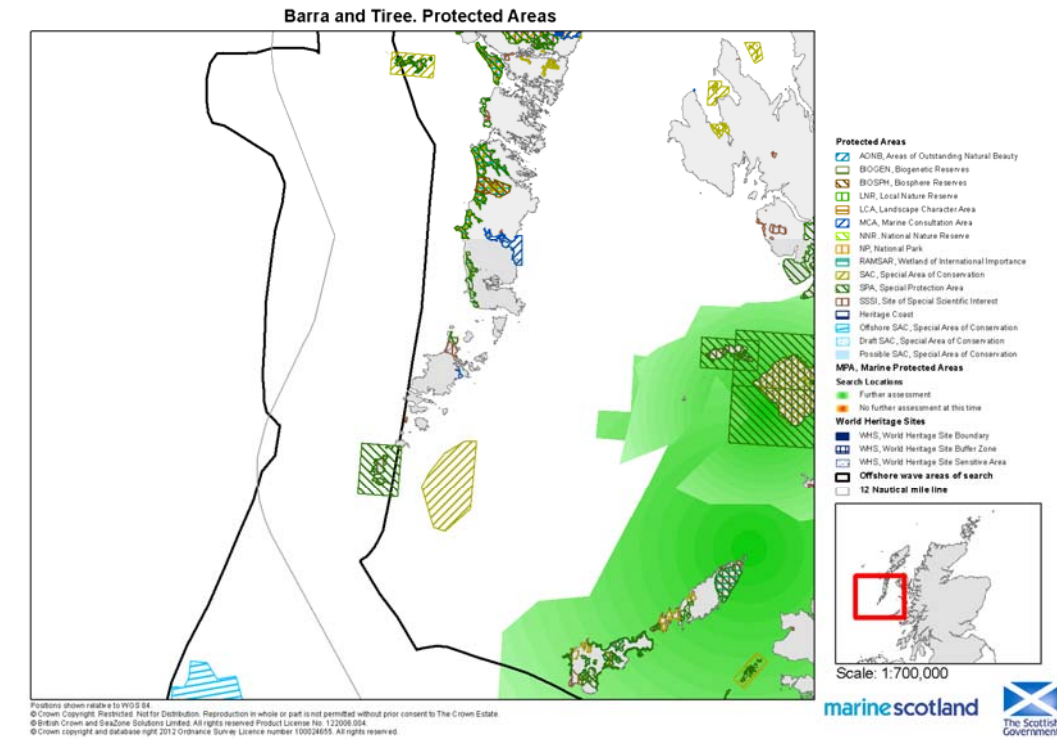 Barra and Tiree. Protected Areas
Protected Areas
AONB, Areas of Outstanding Natural Beauty
BIOGEN, Biogenetic Reserves
BIOSPH, Biosphere Reserves
LNR, Local Nature Reserve
LCA, Landscape Character Area
MCA, Marine Consultation Area
NNR. National Nature Reserve
NP, National Park
RAMSAR, Wetland of International Importance
SAC, Special Area of Conservation
SPA, Special Protection Area
SSSI, Site of Special Scientific Interest
Heritage Coast
Offshore SAC, Special Area of Conservation
Draft SAC, Special Area of Conservation
Possible SAC, Special Area of Conservation
MPA, Marine Protected Areas
Search Locations
Further assessment
No further assessment at this time
World Heritage Sites
WHS, World Heritage Site Boundary
WHS, World Heritage Site Buffer Zone
WHS, World Heritage Site Sensitive Area
Offshore wave areas of search
12 Nautical mile line
Scale: 1:700,000
marinescotland
The Scottish
Government
Positions shown relative to WGS 84.
© Crown Copyright. Restricted. Not for Distribution. Reproduction in whole or part is not permitted without prior consent to The Crown Estate.
© British Crown and SeaZone Solutions Limited. All rights reserved Product License No. 122006.004.
© Crown copyright and database right 2012 Ordnance Survey Licence number 100024655. All rights reserved.